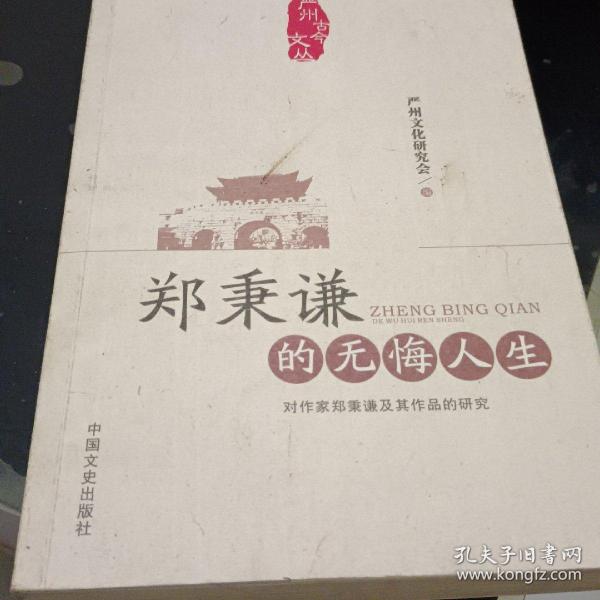 严州
古今
文丛
严州文化研究会/编
郑秉谦
ZHENG BING QIAN
DE WU HUI REN SHENG
的无悔人生
对作家郑秉谦及其作品的研究
中国文史出版社
孔夫子旧书网
www.kongfz.com